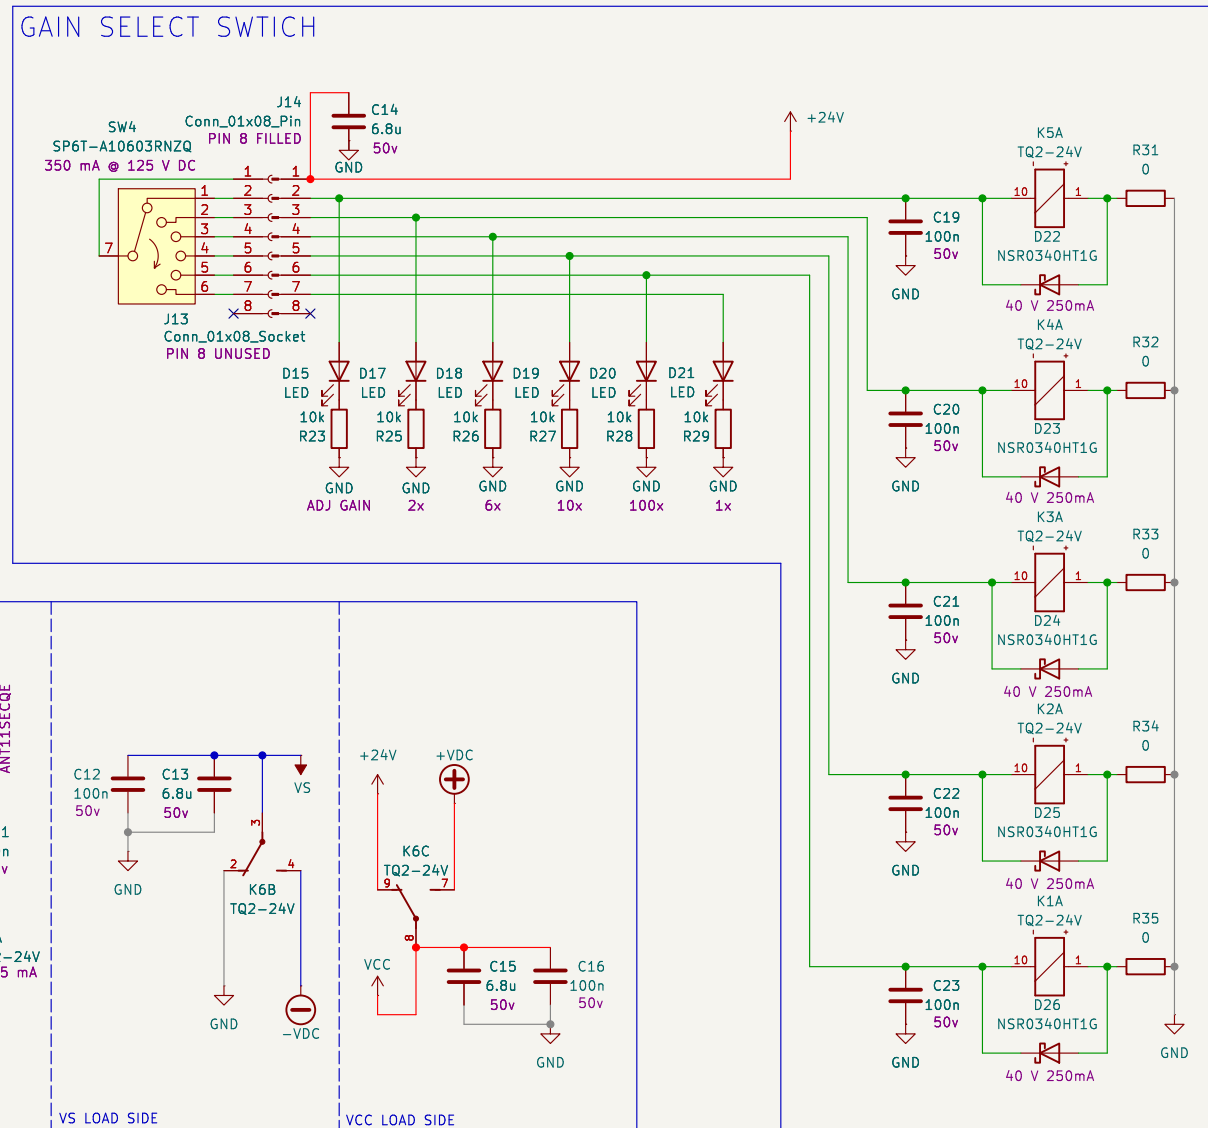 GAIN SELECT SWTICH
J14
Conn_01x08_Pin
PIN 8 FILLED
C14
6.8u
50v
GND
+24V
SW4
SP6T-A10603RNZQ
350 mA @ 125 V DC
1 1
2 2
3 3
4 4
5 5
6 6
7 7
8 8
1
2
3
4
5
6
7
J13
Conn_01x08_Socket
PIN 8 UNUSED
D15
LED
10k
R23
GND
ADJ GAIN
D17
LED
10k
R25
GND
2x
D18
LED
10k
R26
GND
6x
D19
LED
10k
R27
GND
10x
D20
LED
10k
R28
GND
100x
D21
LED
10k
R29
GND
1x
K5A
TQ2-24V
- +
10 1
R31
0
C19
100n
50v
GND
D22
NSR0340HT1G
40 V 250mA
K4A
TQ2-24V
- +
10 1
R32
0
C20
100n
50v
GND
D23
NSR0340HT1G
40 V 250mA
K3A
TQ2-24V
- +
10 1
R33
0
C21
100n
50v
GND
D24
NSR0340HT1G
40 V 250mA
K2A
TQ2-24V
- +
10 1
R34
0
C22
100n
50v
GND
D25
NSR0340HT1G
40 V 250mA
K1A
TQ2-24V
- +
10 1
R35
0
C23
100n
50v
GND
D26
NSR0340HT1G
40 V 250mA
GND
ANT11SECQE
1
n
v
-24V
5 mA
C12
100n
50v
C13
6.8u
50v
GND
VS
3
2 4
K6B
TQ2-24V
GND
-VDC
VS LOAD SIDE
+24V
+VDC
K6C
TQ2-24V
9 7
8
VCC
C15
6.8u
50v
C16
100n
50v
GND
VCC LOAD SIDE